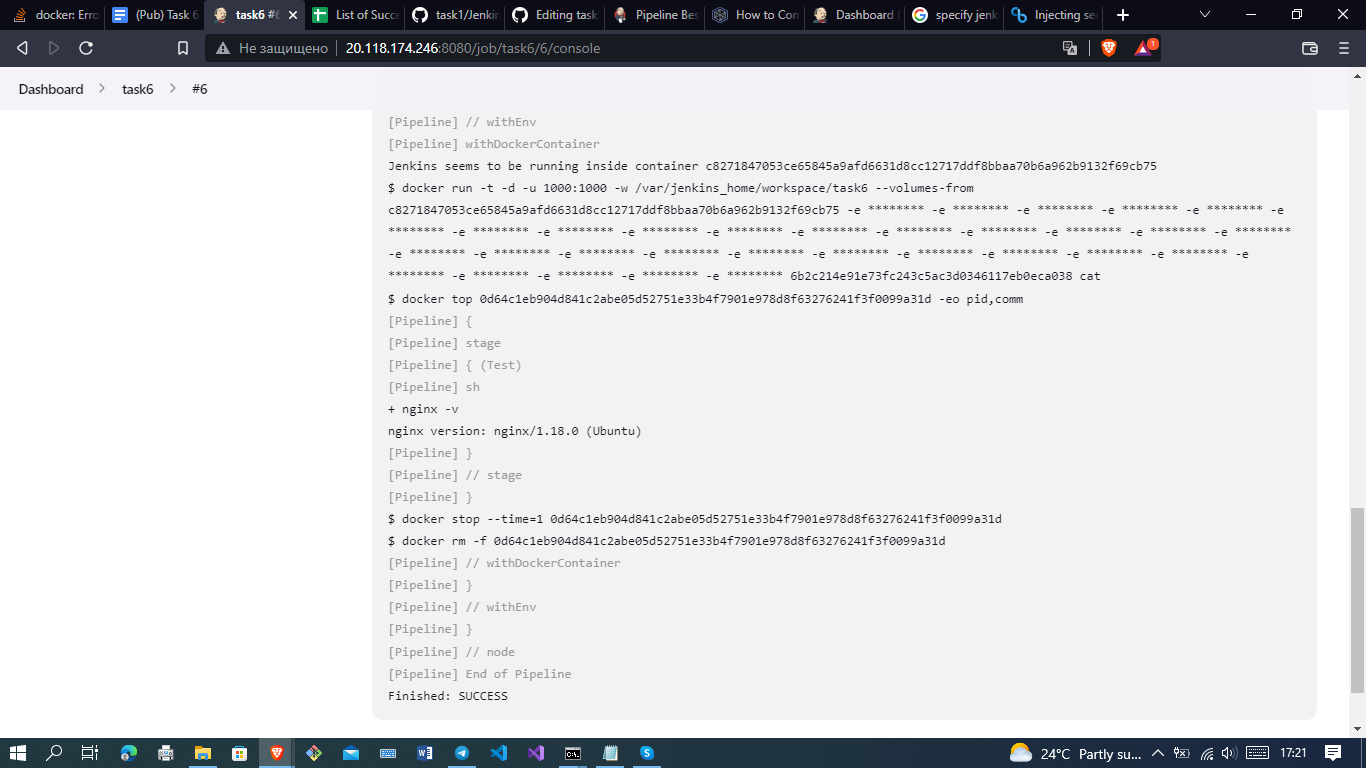 docker: Erro
(Pub) Task 6
task6 #6
List of Succe
task1/Jenkin
Editing task
Pipeline Bes
How to Con
Dashboard
specify jenk
Injecting se
Не защищено
20.118.174.246:8080/job/task6/6/console
1
Dashboard > task6 > #6
[Pipeline] // withEnv
[Pipeline] withDockerContainer
Jenkins seems to be running inside container c8271847053ce65845a9afd6631d8cc12717ddf8bbaa70b6a962b9132f69cb75
$ docker run -t -d -u 1000:1000 -w /var/jenkins_home/workspace/task6 --volumes-from
c8271847053ce65845a9afd6631d8cc12717ddf8bbaa70b6a962b9132f69cb75 -e ******** -e ******** -e ******** -e ******** -e ******** -e
******** -e ******** -e ******** -e ******** -e ******** -e ******** -e ******** -e ******** -e ******** -e ******** -e ********
-e ******** -e ******** -e ******** -e ******** -e ******** -e ******** -e ******** -e ******** -e ******** -e ******** -e
******** -e ******** -e ******** -e ******** -e ******** 6b2c214e91e73fc243c5ac3d0346117eb0eca038 cat
$ docker top 0d64c1eb904d841c2abe05d52751e33b4f7901e978d8f63276241f3f0099a31d -eo pid,comm
[Pipeline] {
[Pipeline] stage
[Pipeline] { (Test)
[Pipeline] sh
+ nginx -v
nginx version: nginx/1.18.0 (Ubuntu)
[Pipeline] }
[Pipeline] // stage
[Pipeline] }
$ docker stop --time=1 0d64c1eb904d841c2abe05d52751e33b4f7901e978d8f63276241f3f0099a31d
$ docker rm -f 0d64c1eb904d841c2abe05d52751e33b4f7901e978d8f63276241f3f0099a31d
[Pipeline] // withDockerContainer
[Pipeline] }
[Pipeline] // withEnv
[Pipeline] }
[Pipeline] // node
[Pipeline] End of Pipeline
Finished: SUCCESS
24°C Partly su...
17:21